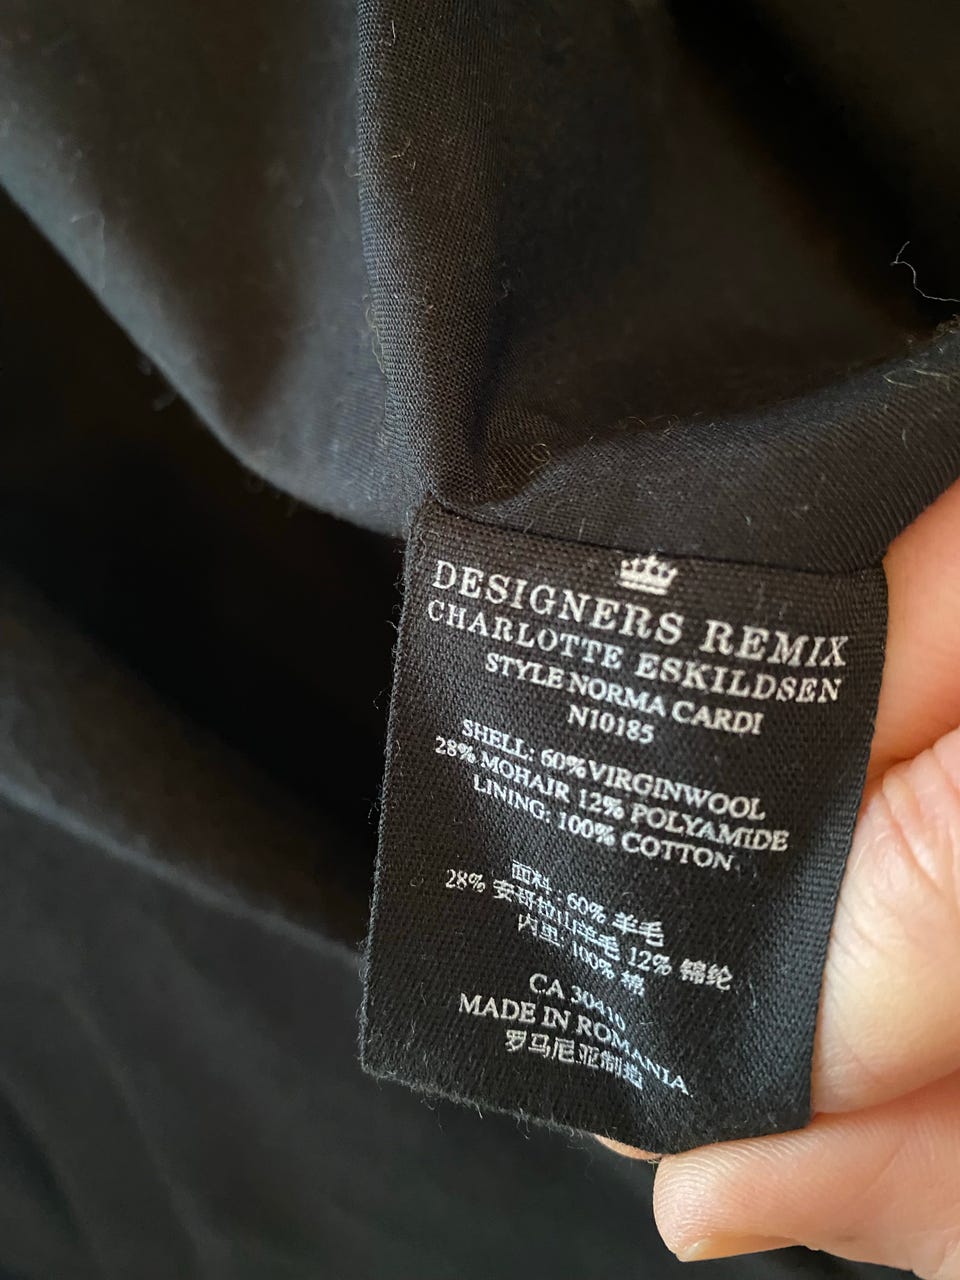 DESIGNERS REMIX
CHARLOTTE ESKILDSEN
STYLE NORMA CARDI
N10185
SHELL: 60%VIRGINWOOL
28% MOHAIR 12% POLYAMIDE
LINING: 100% COTTON
面料: 60% 羊毛
28% 安哥拉山羊毛 12% 锦纶
内里: 100% 棉
CA 30410
MADE IN ROMANIA
罗马尼亚制造